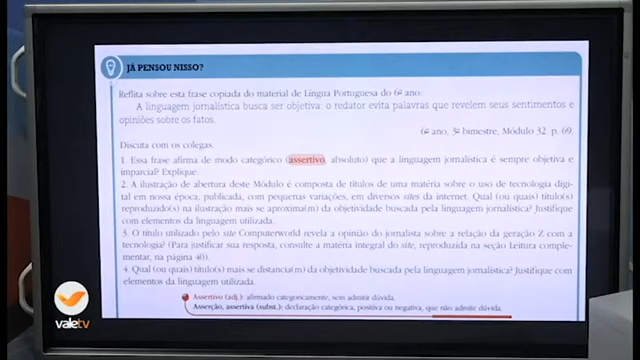 JÁ PENSOU NISSO?
Reflita sobre esta frase copiada do material de Língua Portuguesa do 6º ano:
A linguagem jornalística busca ser objetiva: o redator evita palavras que revelem seus sentimentos e
opiniões sobre os fatos.
(6º ano, 3º bimestre, Módulo 32. p. 69.
Discuta com os colegas.
1. Essa frase afirma de modo categórico (assertivo, absoluto) que a linguagem jornalística é sempre objetiva e
imparcial? Explique.
2. A ilustração de abertura deste Módulo é composta de títulos de uma matéria sobre o uso de tecnologia digi-
tal em nossa época, publicada, com pequenas variações, em diversos sites da internet. Qual (ou quais) título(s)
reproduzido(s) na ilustração mais se aproxima(m) da objetividade buscada pela linguagem jornalística? Justifique
com elementos da linguagem utilizada.
3. O título utilizado pelo site Computerworld revela a opinião do jornalista sobre a relação da geração Z com a
tecnologia? (Para justificar sua resposta, consulte a matéria integral do site, reproduzida na seção Leitura comple-
mentar, na página 40).
4. Qual (ou quais) título(s) mais se distancia(m) da objetividade buscada pela linguagem jornalística? Justifique com
elementos da linguagem utilizada.
Assertivo (adj.): afirmado categoricamente, sem admitir dúvida.
Asserção, assertiva (subst.): declaração categórica, positiva ou negativa, que não admite dúvida.
valetv